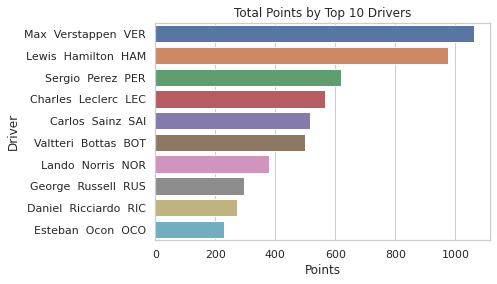 Total Points by Top 10 Drivers
Driver
Max Verstappen VER
Lewis Hamilton HAM
Sergio Perez PER
Charles Leclerc LEC
Carlos Sainz SAI
Valtteri Bottas BOT
Lando Norris NOR
George Russell RUS
Daniel Ricciardo RIC
Esteban Ocon OCO
0 200 400 600 800 1000
Points